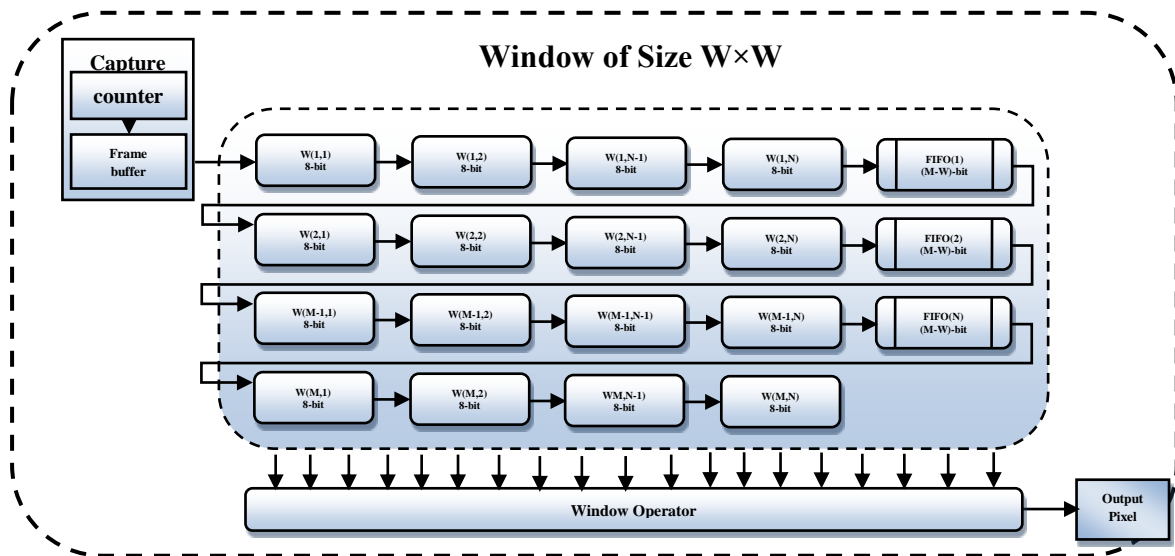 Window of Size W×W
Capture
counter
Frame
buffer
W(1,1)
8-bit
W(1,2)
8-bit
W(1,N-1)
8-bit
W(1,N)
8-bit
FIFO(1)
(M-W)-bit
W(2,1)
8-bit
W(2,2)
8-bit
W(2,N-1)
8-bit
W(2,N)
8-bit
FIFO(2)
(M-W)-bit
W(M-1,1)
8-bit
W(M-1,2)
8-bit
W(M-1,N-1)
8-bit
W(M-1,N)
8-bit
FIFO(N)
(M-W)-bit
W(M,1)
8-bit
W(M,2)
8-bit
WM,N-1)
8-bit
W(M,N)
8-bit
Window Operator
Output
Pixel